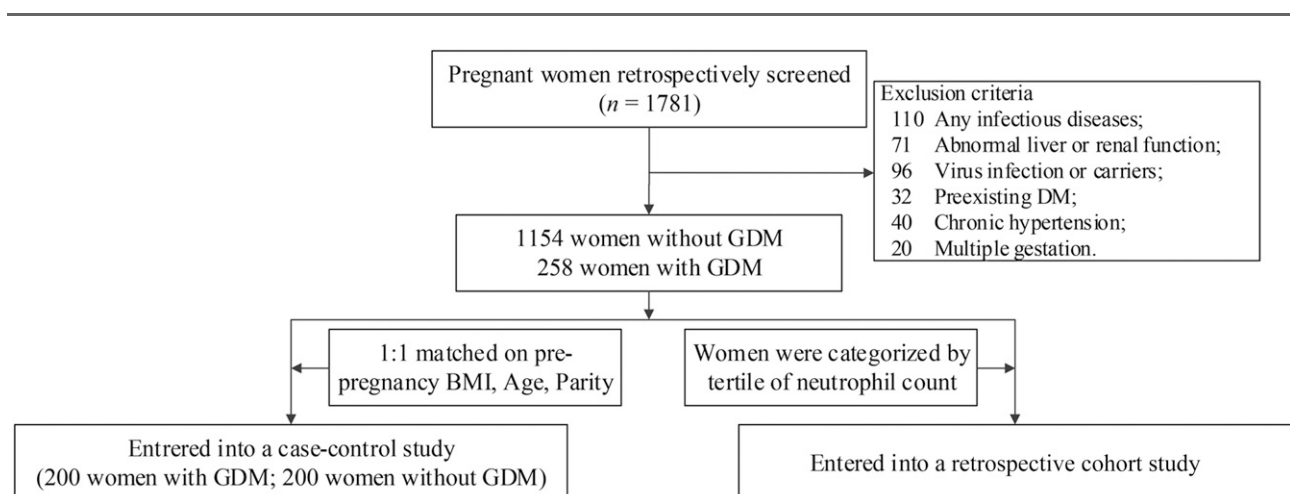 Pregnant women retrospectively screened
(n = 1781)
Exclusion criteria
110 Any infectious diseases;
71 Abnormal liver or renal function;
96 Virus infection or carriers;
32 Preexisting DM;
40 Chronic hypertension;
20 Multiple gestation.
1154 women without GDM
258 women with GDM
1:1 matched on pre-
pregnancy BMI, Age, Parity
Women were categorized by
tertile of neutrophil count
Entrered into a case-control study
(200 women with GDM; 200 women without GDM)
Entered into a retrospective cohort study